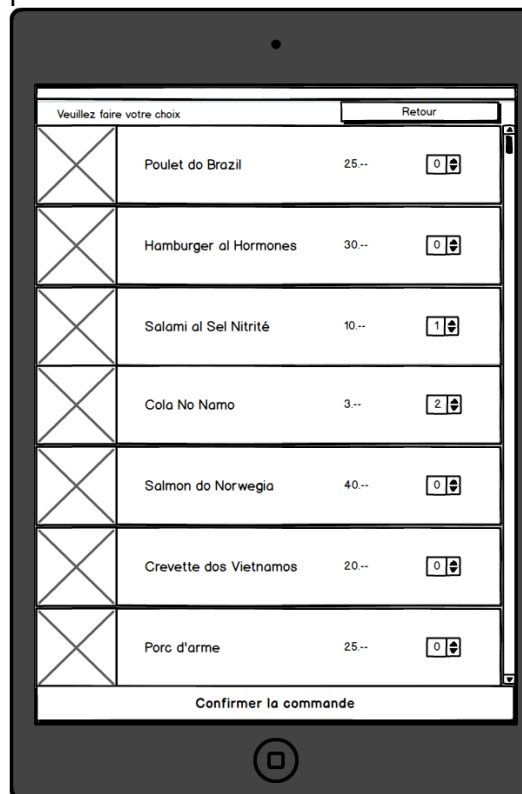 Veuillez faire votre choix Retour
Poulet do Brazil 25.-- 0
Hamburger al Hormones 30.-- 0
Salami al Sel Nitrité 10.-- 1
Cola No Namo 3.-- 2
Salmon do Norwegia 40.-- 0
Crevette dos Vietnamos 20.-- 0
Porc d'arme 25.-- 0
Confirmer la commande